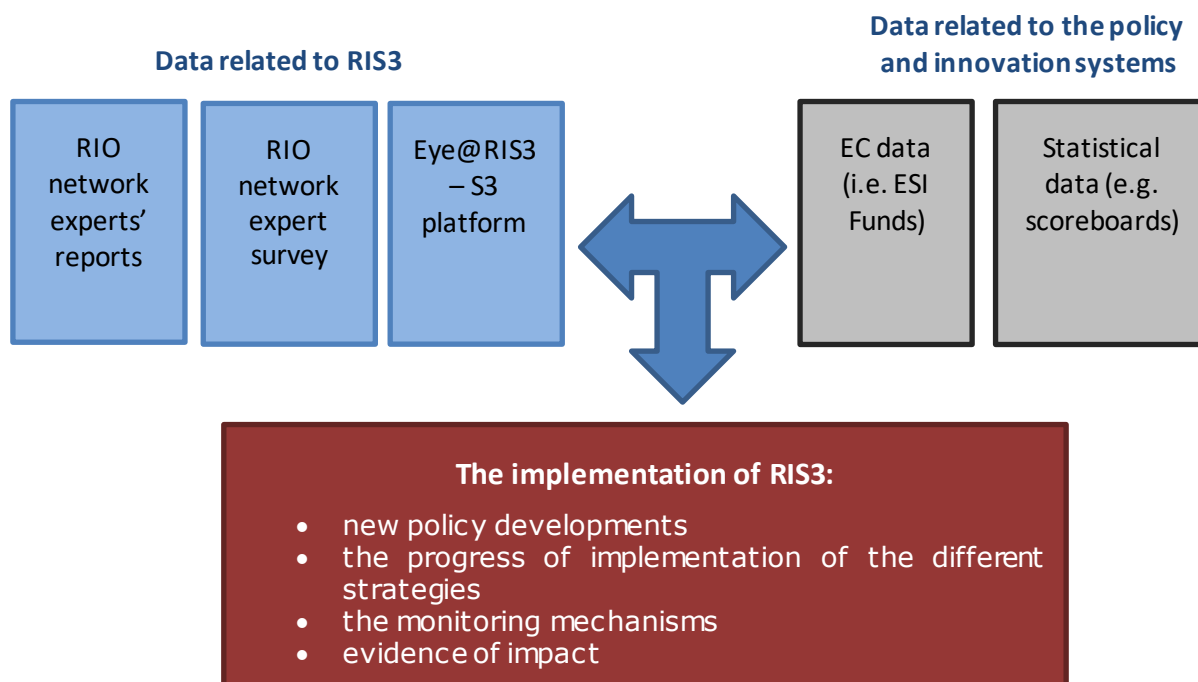 Data related to RIS3
Data related to the policy
and innovation systems
RIO
network
experts’
reports
RIO
network
expert
survey
Eye@RIS3
– S3
platform
EC data
(i.e. ESI
Funds)
Statistical
data (e.g.
scoreboards)
The implementation of RIS3:
• new policy developments
• the progress of implementation of the different
strategies
• the monitoring mechanisms
• evidence of impact